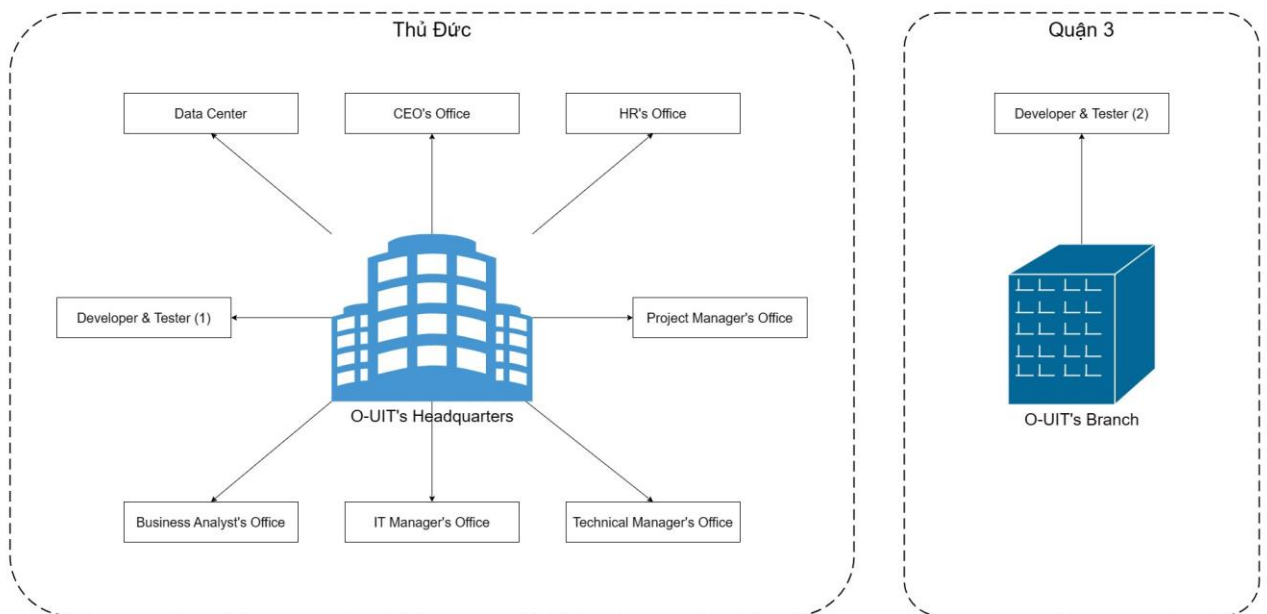 Thủ Đức
Quận 3
Data Center
CEO's Office
HR's Office
Developer & Tester (2)
Developer & Tester (1)
Project Manager's Office
O-UIT's Headquarters
O-UIT's Branch
Business Analyst's Office
IT Manager's Office
Technical Manager's Office